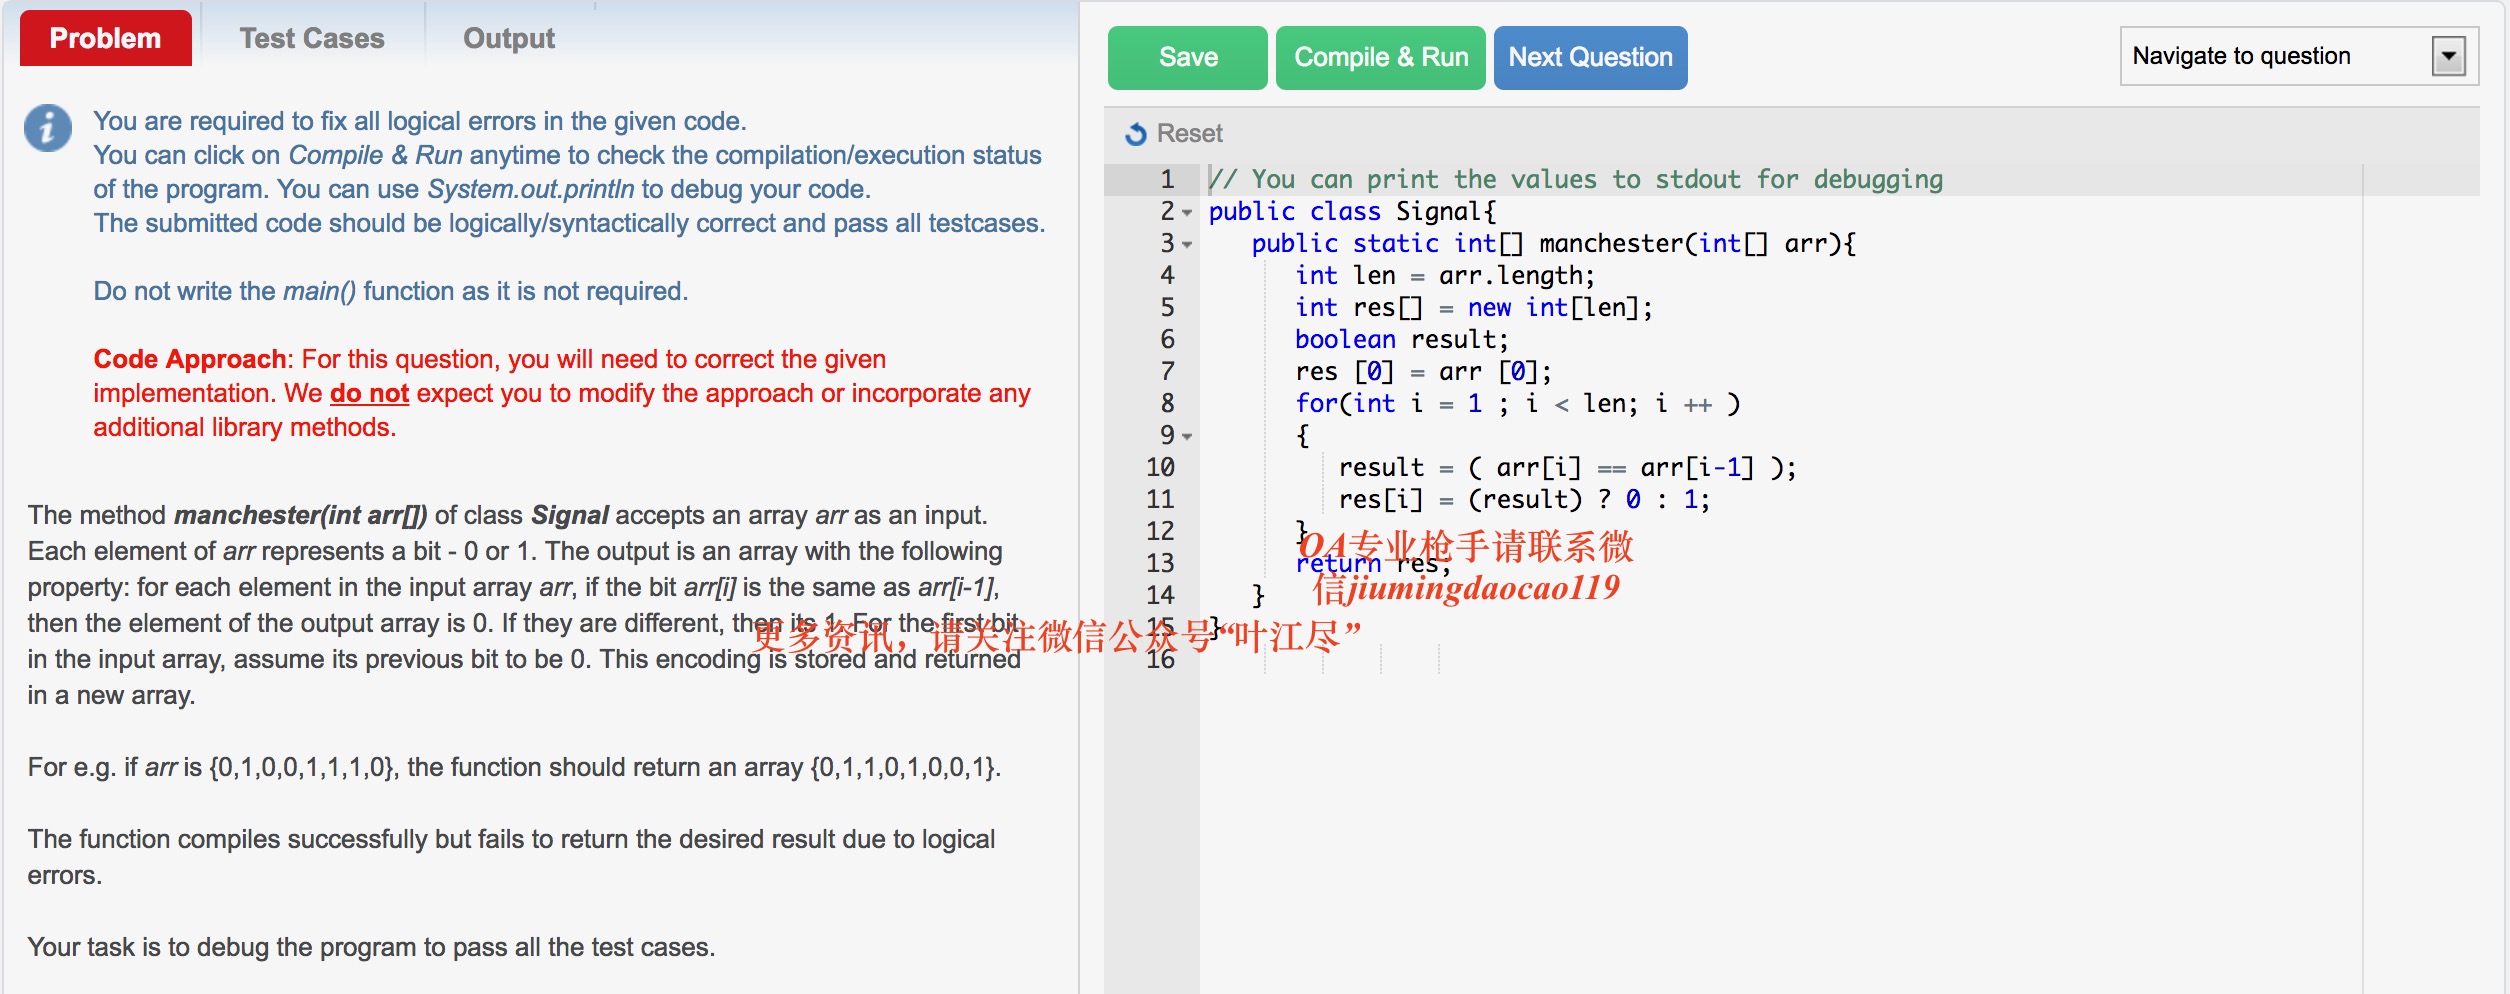 Problem
Test Cases
Output
You are required to fix all logical errors in the given code.
You can click on Compile & Run anytime to check the compilation/execution status
of the program. You can use System.out.println to debug your code.
The submitted code should be logically/syntactically correct and pass all testcases.
Do not write the main() function as it is not required.
Code Approach: For this question, you will need to correct the given
implementation. We do not expect you to modify the approach or incorporate any
additional library methods.
The method manchester(int arr[]) of class Signal accepts an array arr as an input.
Each element of arr represents a bit - 0 or 1. The output is an array with the following
property: for each element in the input array arr, if the bit arr[i] is the same as arr[i-1],
then the element of the output array is 0. If they are different, then its 1. For the first bit
in the input array, assume its previous bit to be 0. This encoding is stored and returned
in a new array.
For e.g. if arr is {0,1,0,0,1,1,1,0}, the function should return an array {0,1,1,0,1,0,0,1}.
The function compiles successfully but fails to return the desired result due to logical
errors.
Your task is to debug the program to pass all the test cases.
Save
Compile & Run
Next Question
Navigate to question
Reset
1 // You can print the values to stdout for debugging
2 public class Signal{
3 public static int[] manchester(int[] arr){
4 int len = arr.length;
5 int res[] = new int[len];
6 boolean result;
7 res [0] = arr [0];
8 for(int i = 1 ; i < len; i ++ )
9 {
10 result = ( arr[i] == arr[i-1] );
11 res[i] = (result) ? 0 : 1;
12 }
13 return res;
14 }
15 }
16
OA专业枪手请联系微
信jiumingdaocao119
更多资讯，请关注微信公众号“叶江尽”